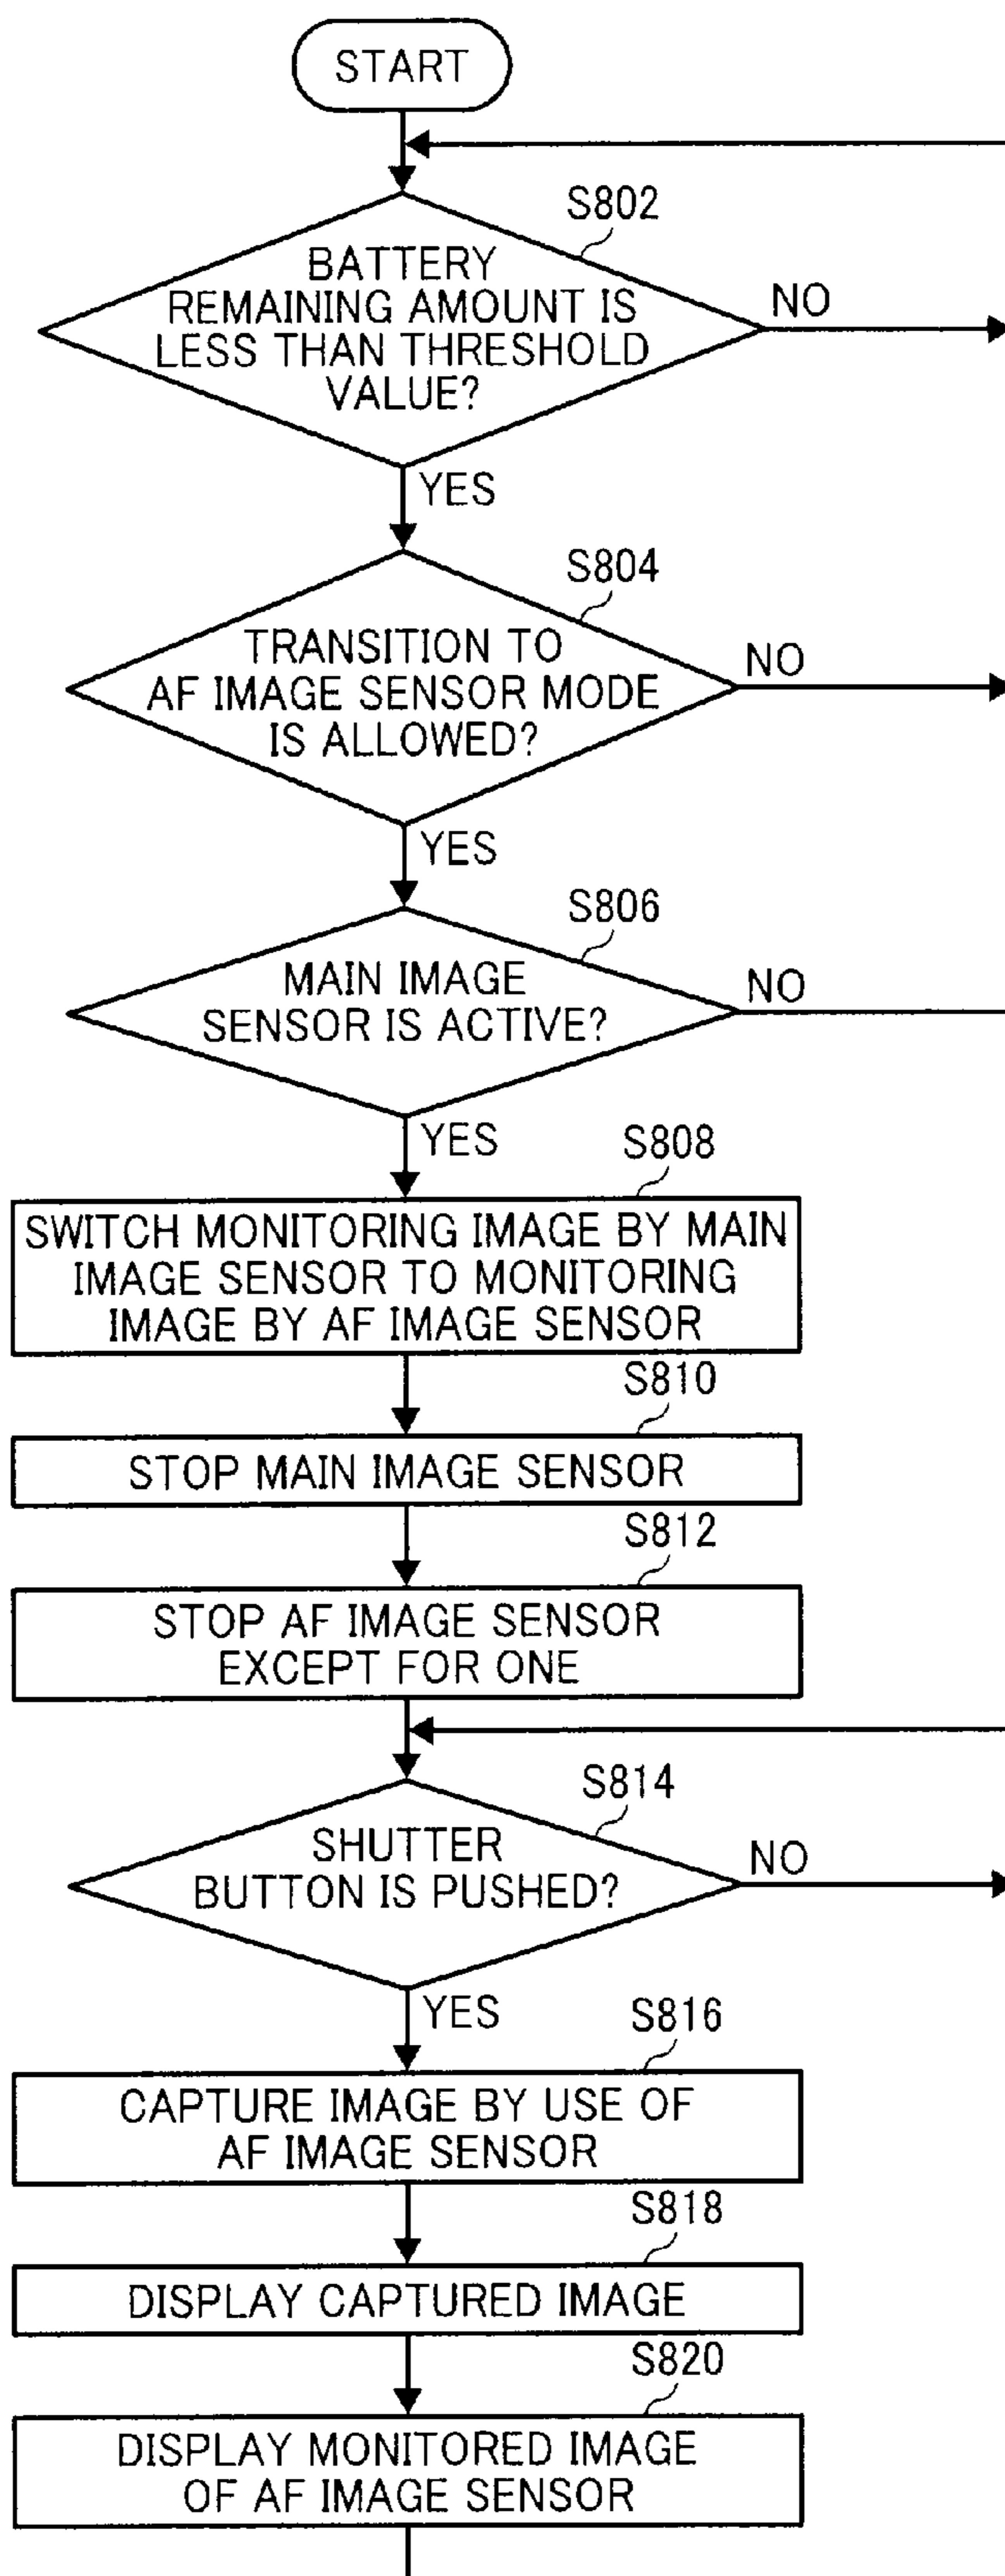 START
S802
BATTERY
REMAINING AMOUNT IS
LESS THAN THRESHOLD
VALUE?
NO
YES
S804
TRANSITION TO
AF IMAGE SENSOR MODE
IS ALLOWED?
NO
YES
S806
MAIN IMAGE
SENSOR IS ACTIVE?
NO
YES
S808
SWITCH MONITORING IMAGE BY MAIN
IMAGE SENSOR TO MONITORING
IMAGE BY AF IMAGE SENSOR
S810
STOP MAIN IMAGE SENSOR
S812
STOP AF IMAGE SENSOR
EXCEPT FOR ONE
S814
SHUTTER
BUTTON IS PUSHED?
NO
YES
S816
CAPTURE IMAGE BY USE OF
AF IMAGE SENSOR
S818
DISPLAY CAPTURED IMAGE
S820
DISPLAY MONITORED IMAGE
OF AF IMAGE SENSOR